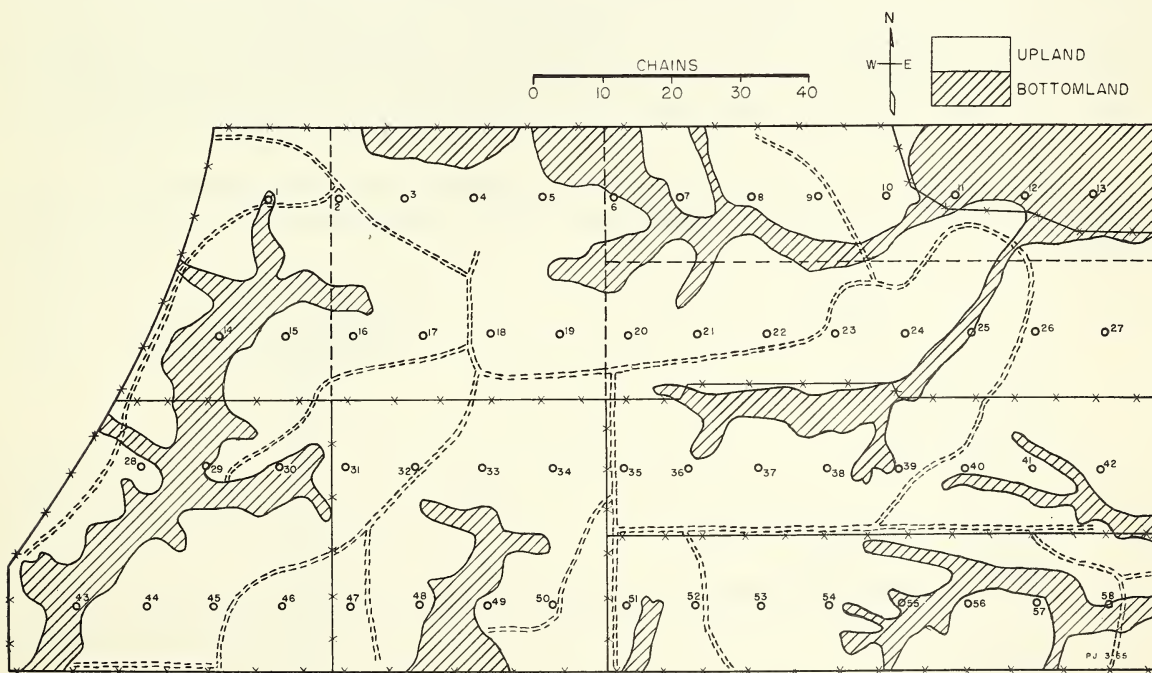 N
W E
CHAINS
0 10 20 30 40
UPLAND
BOTTOMLAND
1 2 3 4 5 6 7 8 9 10 11 12 13
14 15 16 17 18 19 20 21 22 23 24 25 26 27
28 29 30 31 32 33 34 35 36 37 38 39 40 41 42
43 44 45 46 47 48 49 50 51 52 53 54 55 56 57 58
PJ 3-65